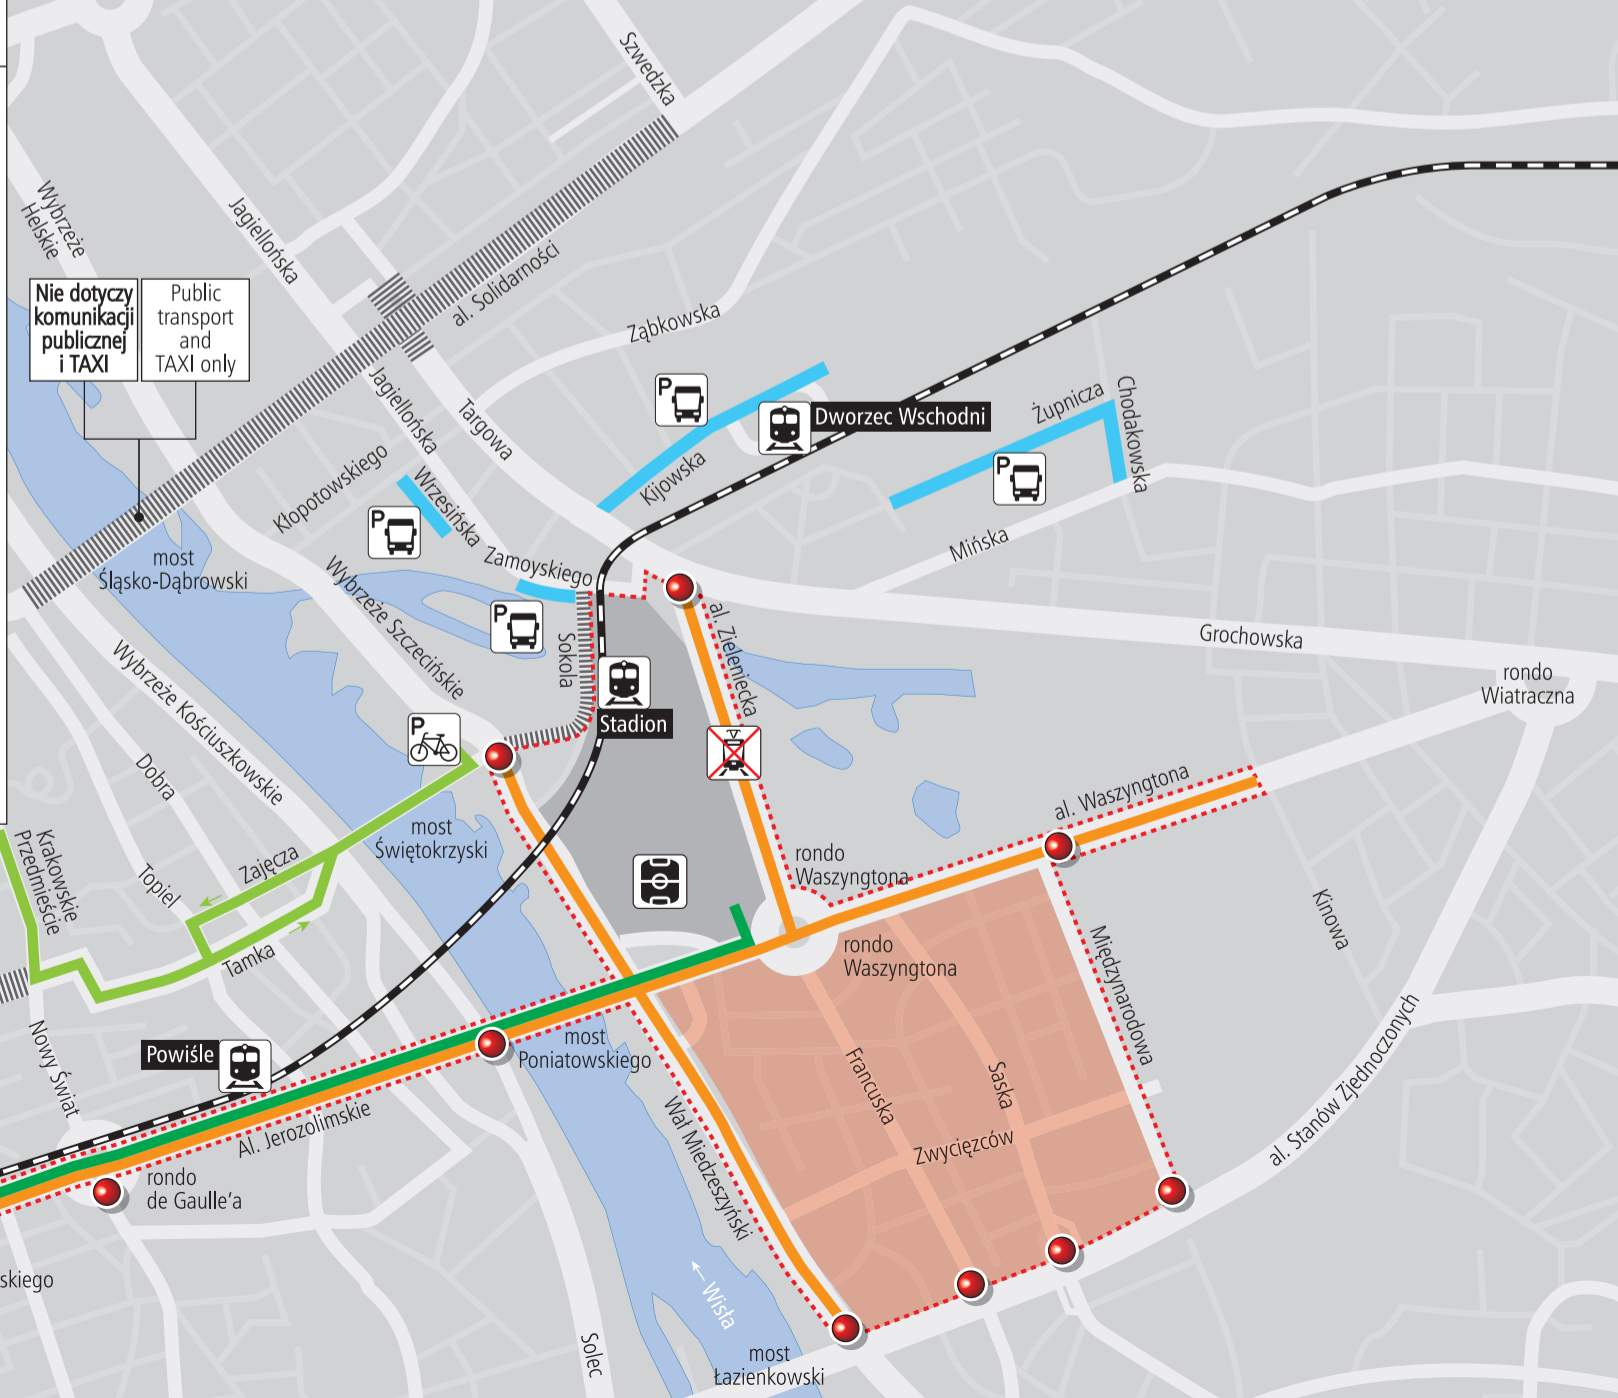 Szwedzka
Wybrzeże
Helskie
Jagiellońska
al. Solidarności
Nie dotyczy
komunikacji
publicznej
i TAXI
Public
transport
and
TAXI only
Ząbkowska
Jagiellońska
Targowa
P
Dworzec Wschodni
Żupnicza
Chodakowska
Kijowska
P
Kłopotowskiego
Wrzesińska
P
Mińska
most
Śląsko-Dąbrowski
Zamoyskiego
Wybrzeże Szczecińskie
P
Sokola
al. Zieleniecka
Grochowska
rondo
Wiatraczna
Wybrzeże Kościuszkowskie
Stadion
P
Dobra
al. Waszyngtona
most
Świętokrzyski
Krakowskie
Przedmieście
Zajęcza
Topiel
rondo
Waszyngtona
Kinowa
Tamka
rondo
Waszyngtona
Międzynarodowa
Nowy Świat
Powiśle
most
Poniatowskiego
Francuska
Saska
al. Stanów Zjednoczonych
Al. Jerozolimskie
Wał Miedzeszyński
Zwycięzców
rondo
de Gaulle'a
skiego
Wisła
Solec
most
Łazienkowski